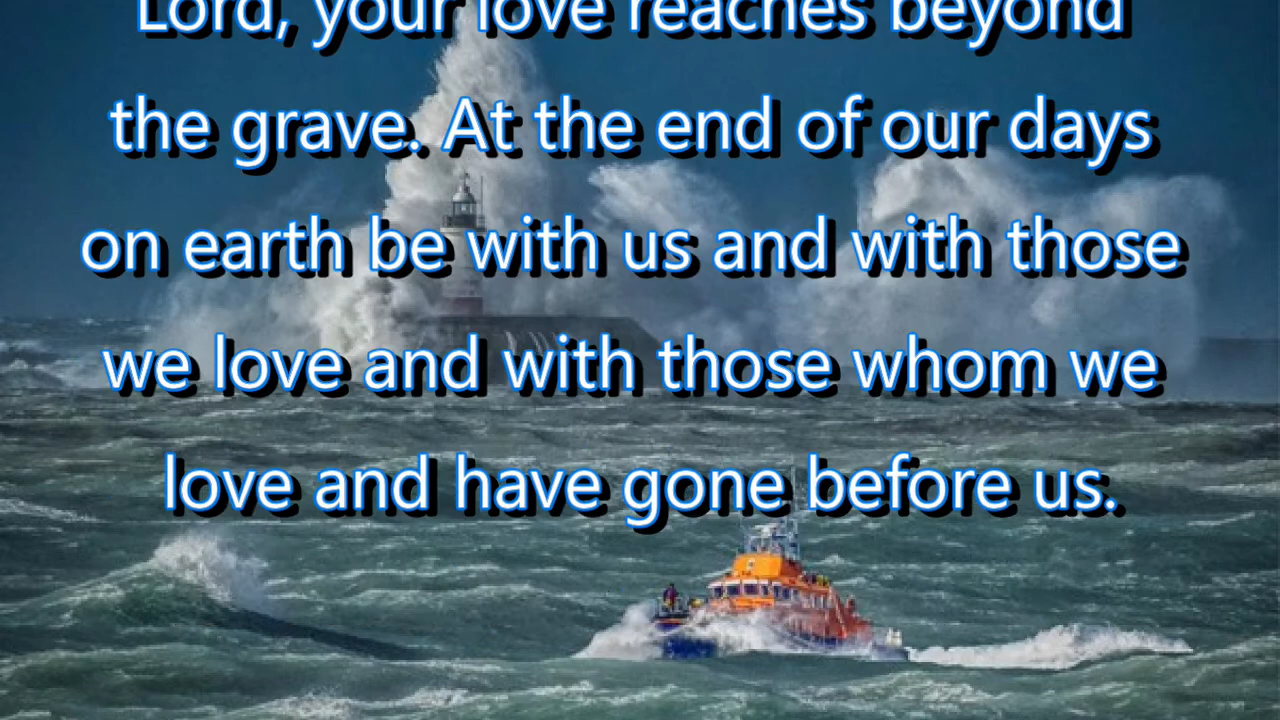 Lord, your love reaches beyond
the grave. At the end of our days
on earth be with us and with those
we love and with those whom we
love and have gone before us.